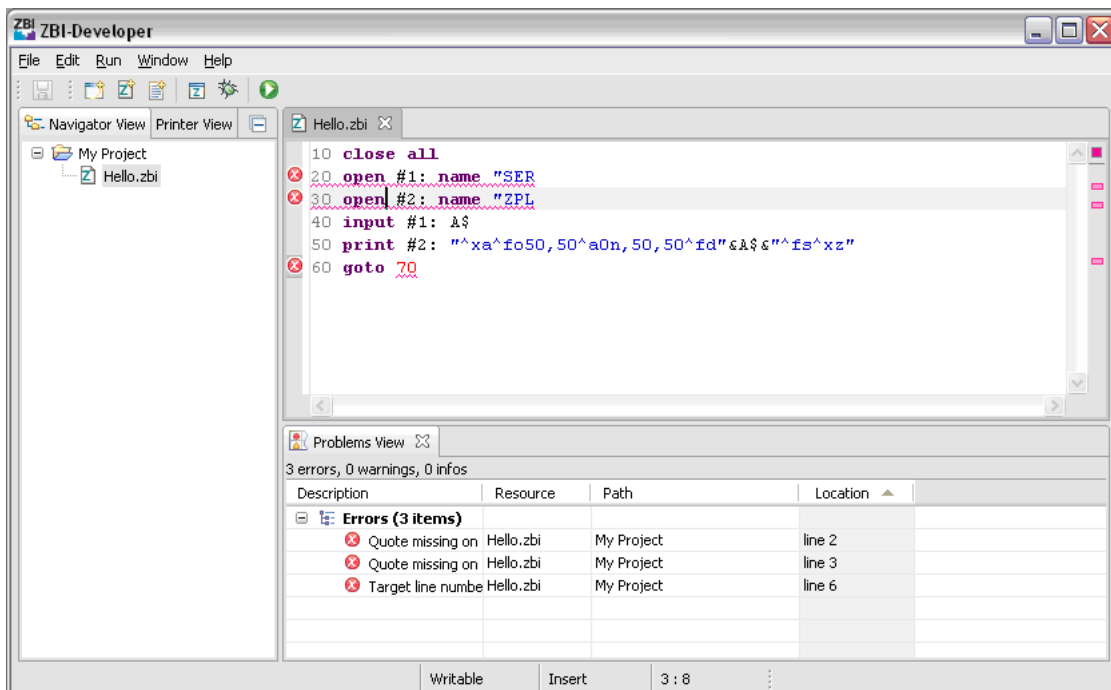 ZBI ZBI-Developer
File Edit Run Window Help
Navigator View Printer View
My Project
Hello.zbi
Hello.zbi
10 close all
20 open #1: name "SER
30 open #2: name "ZPL
40 input #1: A$
50 print #2: "^xa^fo50,50^a0n,50,50^fd"&A$&"^fs^xz"
60 goto 70
Problems View
3 errors, 0 warnings, 0 infos
Description Resource Path Location
Errors (3 items)
Quote missing on Hello.zbi My Project line 2
Quote missing on Hello.zbi My Project line 3
Target line numbe Hello.zbi My Project line 6
Writable Insert 3 : 8